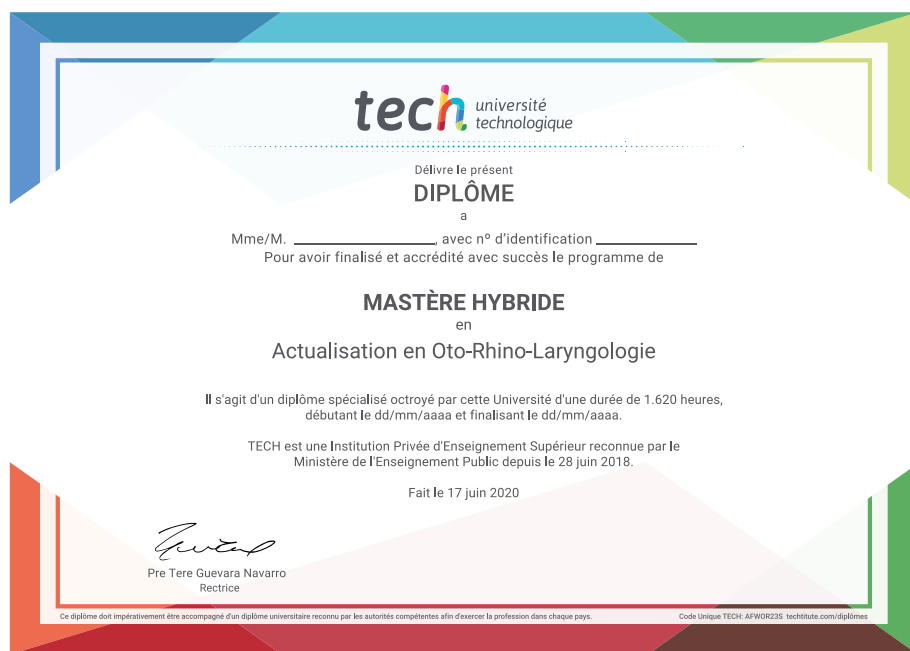 tech université
technologique
Délivre le présent
DIPLÔME
a
Mme/M. ____________, avec nº d'identification ____________
Pour avoir finalisé et accrédité avec succès le programme de
MASTÈRE HYBRIDE
en
Actualisation en Oto-Rhino-Laryngologie
Il s'agit d'un diplôme spécialisé octroyé par cette Université d'une durée de 1.620 heures,
débutant le dd/mm/aaaa et finalisant le dd/mm/aaaa.
TECH est une Institution Privée d'Enseignement Supérieur reconnue par le
Ministère de l'Enseignement Public depuis le 28 juin 2018.
Fait le 17 juin 2020
Pre Tere Guevara Navarro
Rectrice
Ce diplôme doit impérativement être accompagné d'un diplôme universitaire reconnu par les autorités compétentes afin d'exercer la profession dans chaque pays. Code Unique TECH: AFWOR23S techtitute.com/diplômes